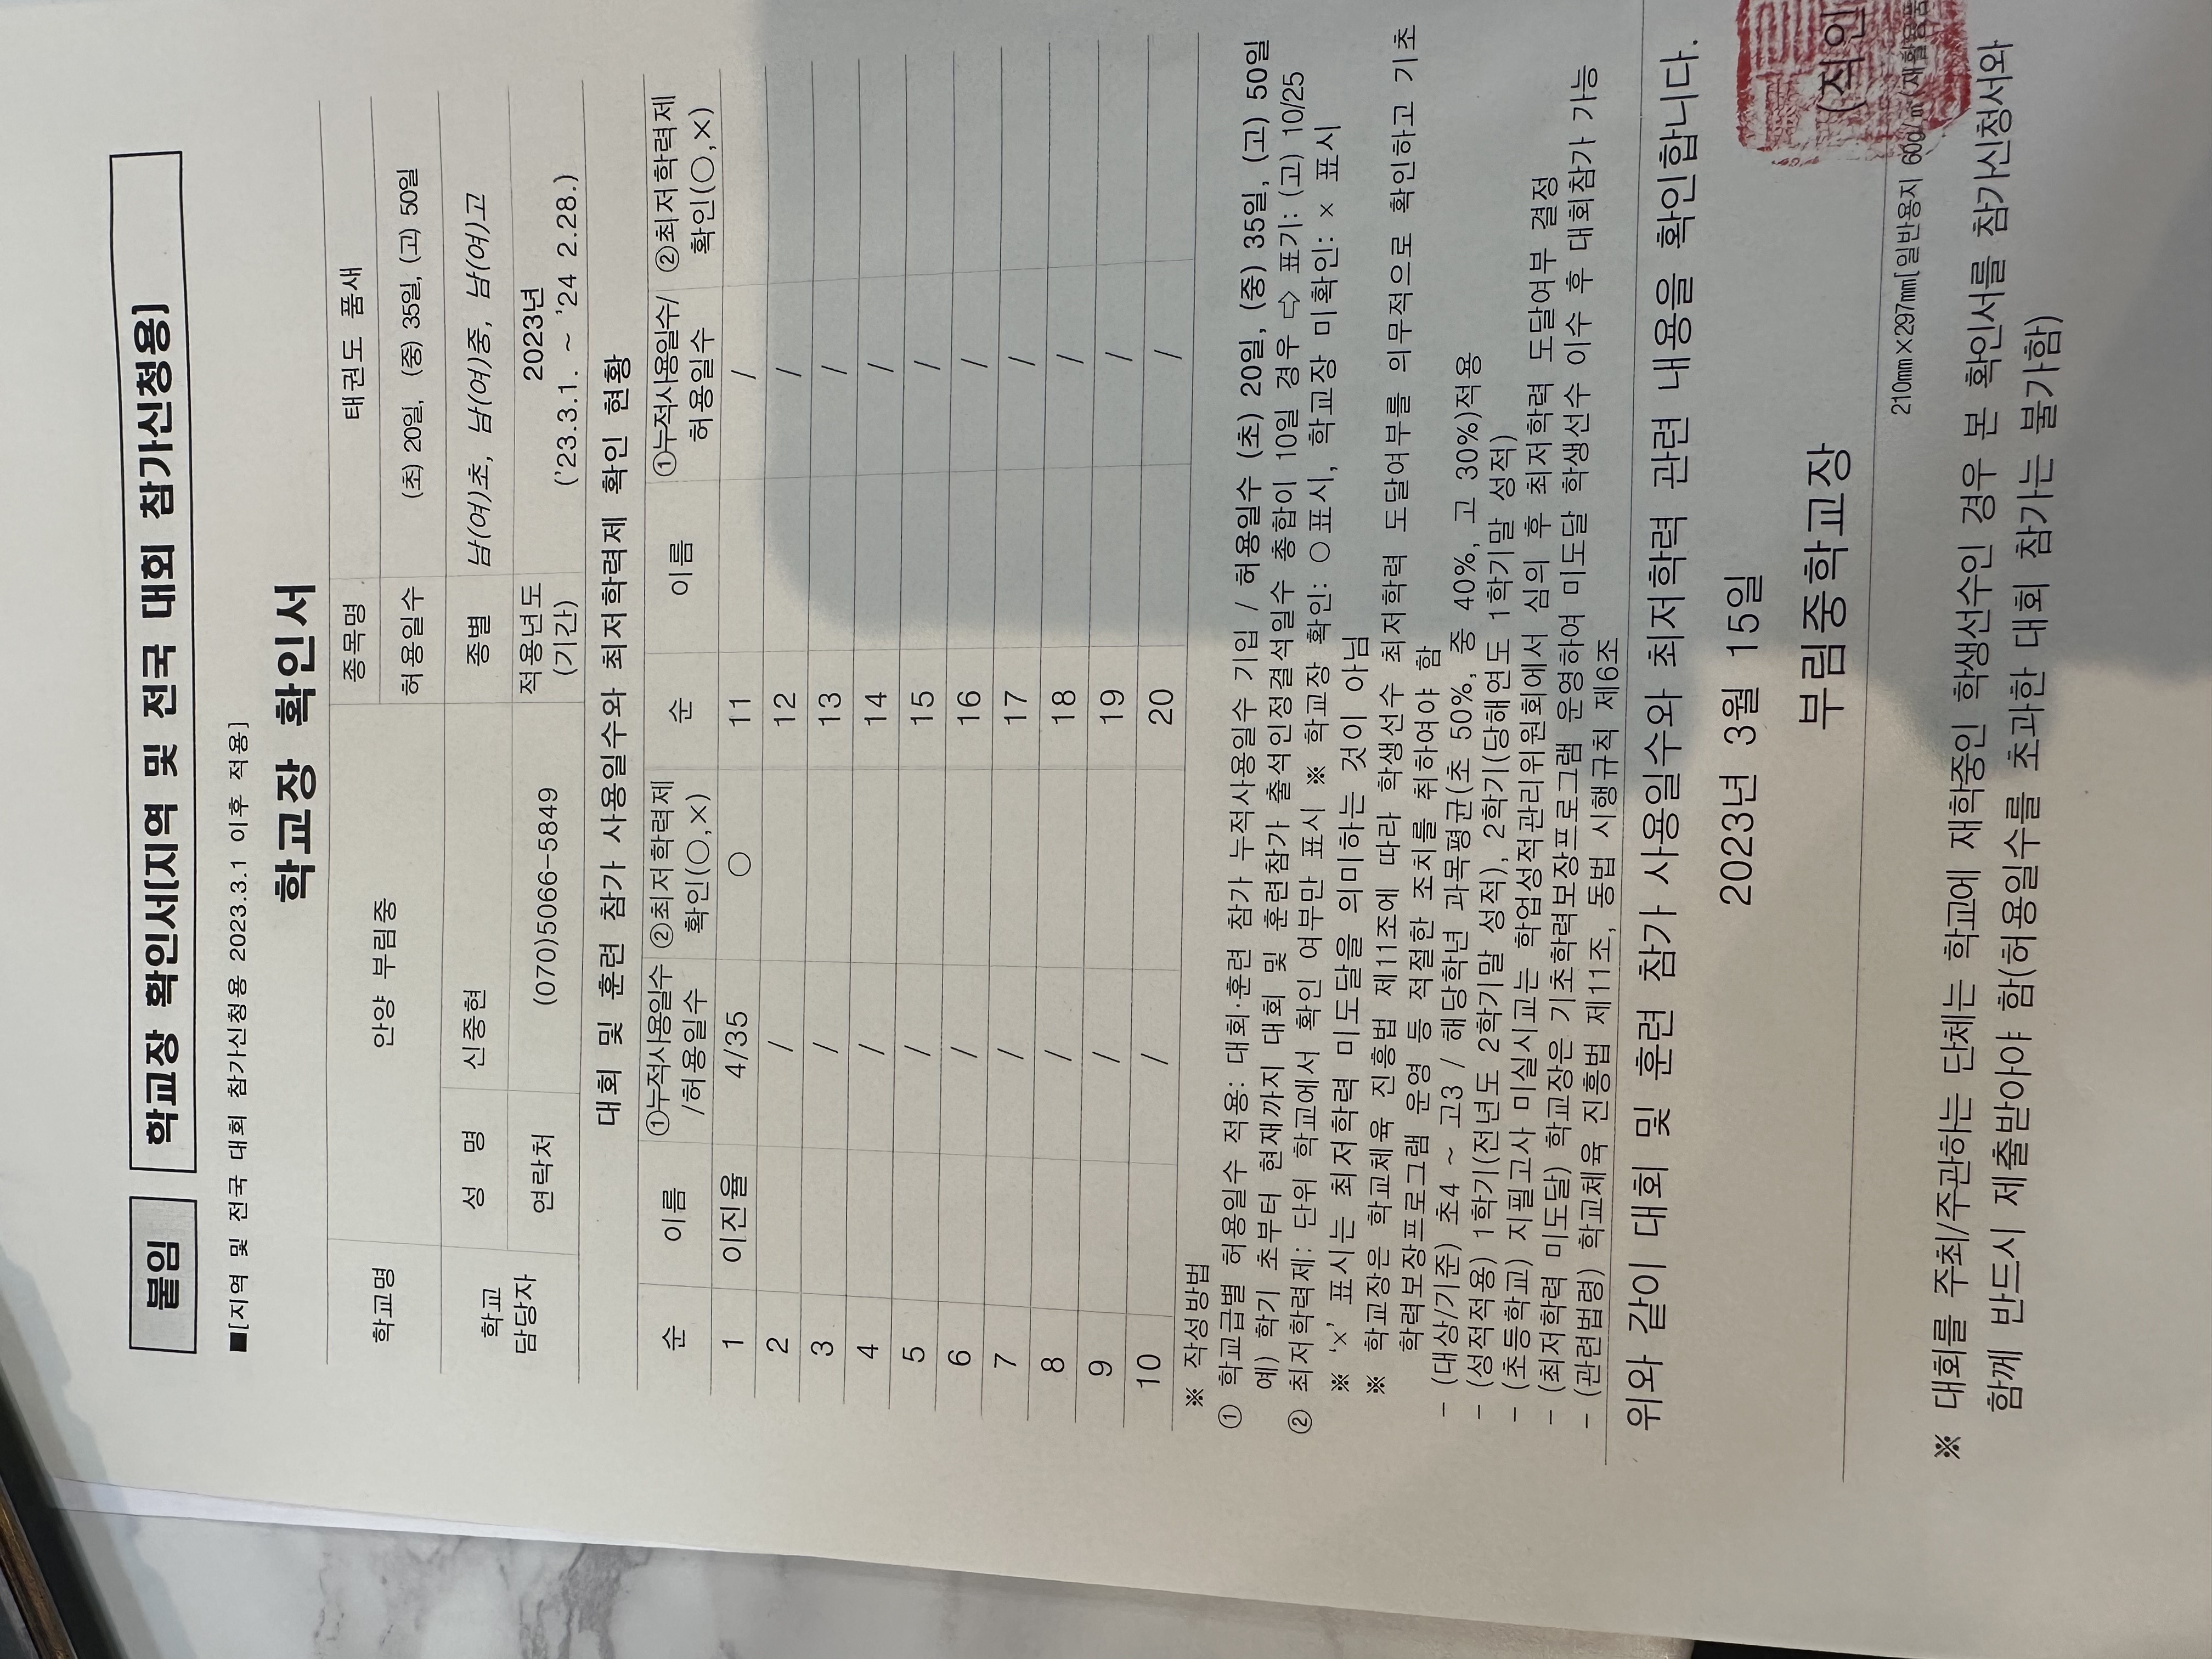 붙임 학교장 확인서[지역 및 전국 대회 참가신청용]
■[지역 및 전국 대회 참가신청용 2023.3.1 이후 적용]
학교장 확인서
학교명 안양 부림중 종목명 태권도 품새
허용일수 (초) 20일, (중) 35일, (고) 50일
학교 담당자 성 명 신중현 종별 남(여)초, 남(여)중, 남(여)고
연락처 (070)5066-5849 적용년도 (기간) 2023년
('23.3.1. ~ '24 2.28.)
대회 및 훈련 참가 사용일수와 최저학력제 확인 현황
순 이름 ①누적사용일수 /허용일수 ②최저학력제 확인(○,×) 순 이름 ①누적사용일수/ 허용일수 ②최저학력제 확인(○,×)
1 이진율 4/35 ○ 11 /
2 / 12 /
3 / 13 /
4 / 14 /
5 / 15 /
6 / 16 /
7 / 17 /
8 / 18 /
9 / 19 /
10 / 20 /
※ 작성방법
① 학교급별 허용일수 적용: 대회·훈련 참가 누적사용일수 기입 / 허용일수 (초) 20일, (중) 35일, (고) 50일
예) 학기 초부터 현재까지 대회 및 훈련참가 출석인정결석일수 총합이 10일 경우 ⇨ 표기: (고) 10/25
② 최저학력제: 단위 학교에서 확인 여부만 표시 ※ 학교장 확인: ○표시, 학교장 미확인: × 표시
※ '×' 표시는 최저학력 미도달을 의미하는 것이 아님
※ 학교장은 학교체육 진흥법 제11조에 따라 학생선수 최저학력 도달여부를 의무적으로 확인하고 기초
학력보장프로그램 운영 등 적절한 조치를 취하여야 함
- (대상/기준) 초4 ~ 고3 / 해당학년 과목평균(초 50%, 중 40%, 고 30%)적용
- (성적적용) 1학기(전년도 2학기말 성적), 2학기(당해연도 1학기말 성적)
- (초등학교) 지필고사 미실시교는 학업성적관리위원회에서 심의 후 최저학력 도달여부 결정
- (최저학력 미도달) 학교장은 기초학력보장프로그램 운영하여 미도달 학생선수 이수 후 대회참가 가능
- (관련법령) 학교체육 진흥법 제11조, 동법 시행규칙 제6조
위와 같이 대회 및 훈련 참가 사용일수와 최저학력 관련 내용을 확인합니다.
2023년 3월 15일
부림중학교장 (직인
210㎜×297㎜[일반용지 60g/㎡(재활용품
※ 대회를 주최/주관하는 단체는 학교에 재학중인 학생선수인 경우 본 확인서를 참가신청서와
함께 반드시 제출받아야 함(허용일수를 초과한 대회 참가는 불가함)